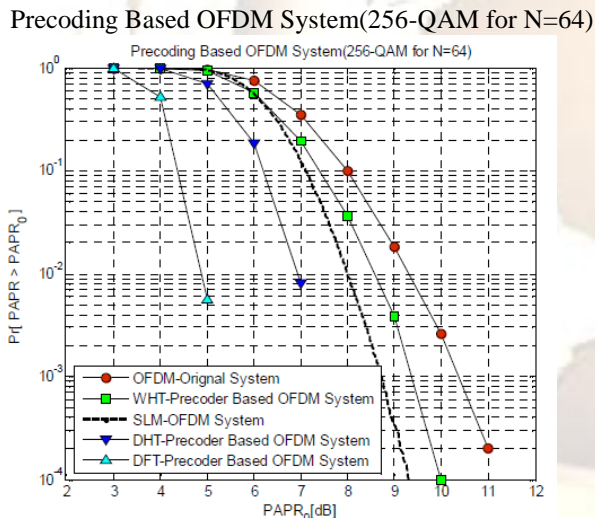 Precoding Based OFDM System(256-QAM for N=64)
Precoding Based OFDM System(256-QAM for N=64)
10^0
10^-1
10^-2
10^-3
10^-4
Pr[ PAPR > PAPR_0 ]
OFDM-Orignal System
WHT-Precoder Based OFDM System
SLM-OFDM System
DHT-Precoder Based OFDM System
DFT-Precoder Based OFDM System
2 3 4 5 6 7 8 9 10 11 12
PAPR_0[dB]